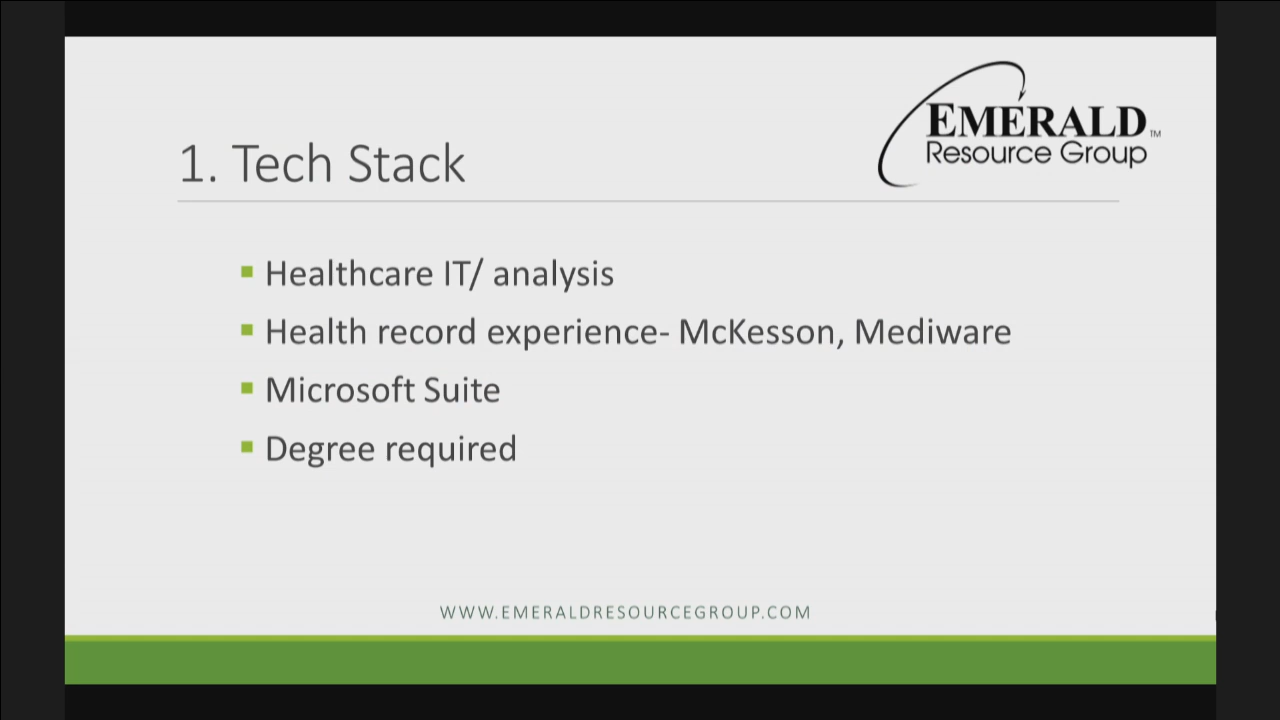 EMERALD TM
Resource Group
1. Tech Stack
Healthcare IT/ analysis
Health record experience- McKesson, Mediware
Microsoft Suite
Degree required
WWW.EMERALDRESOURCEGROUP.COM